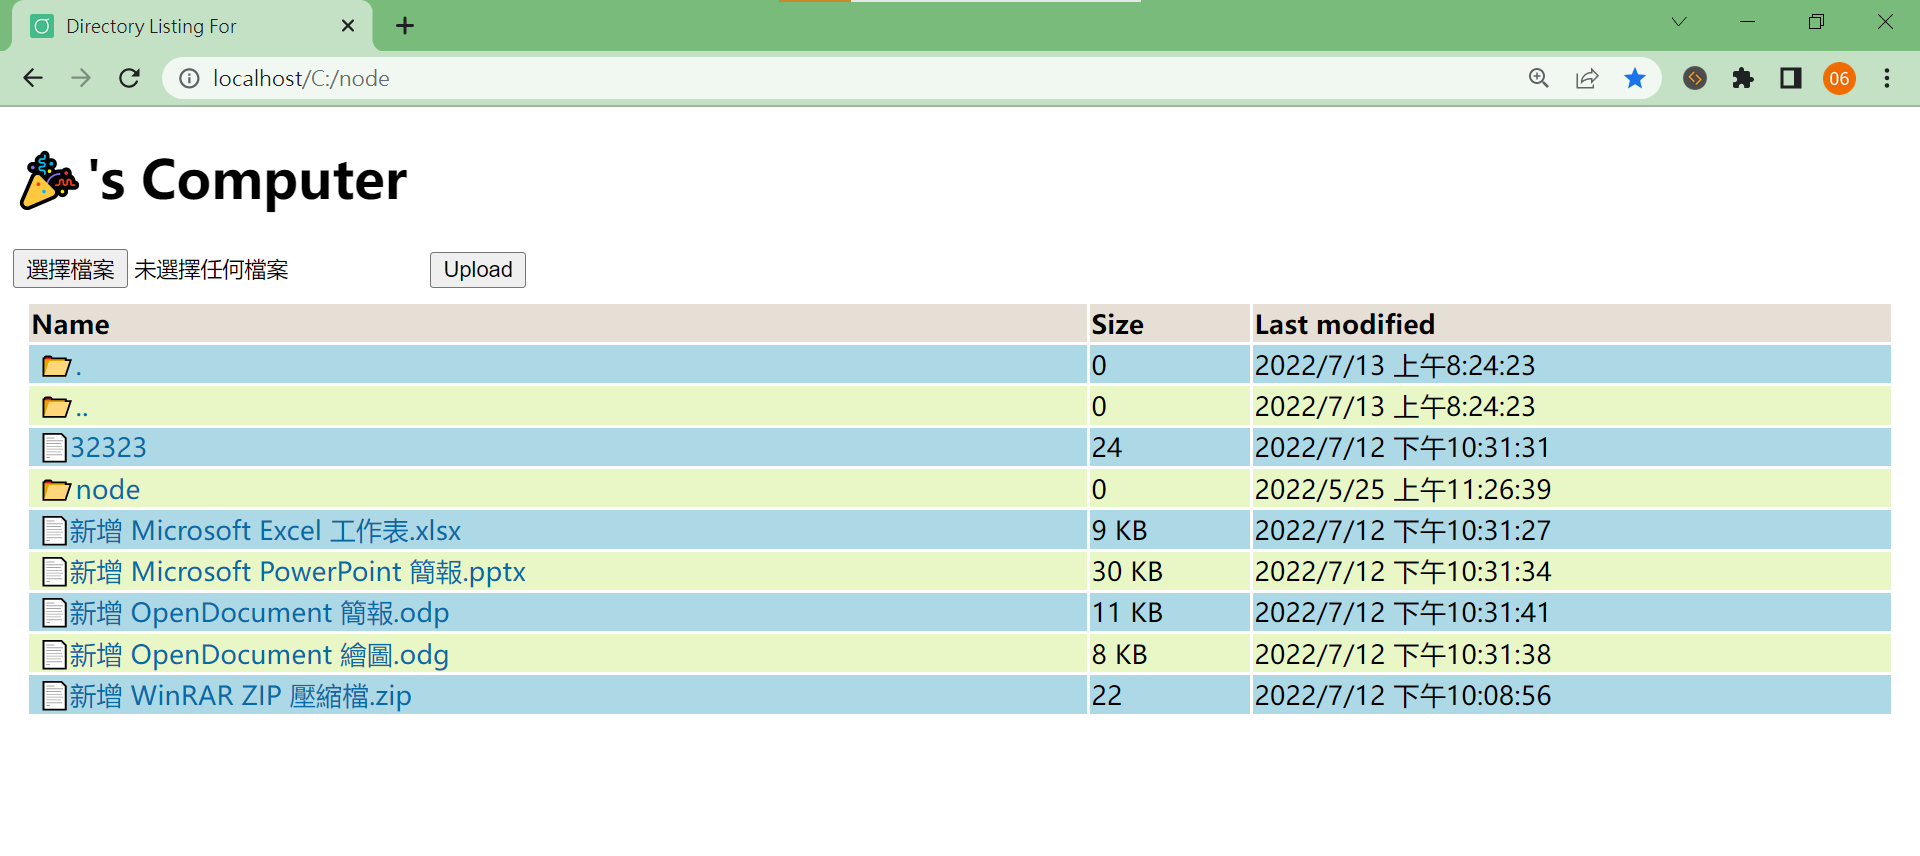 Directory Listing For
localhost/C:/node
06
🎉's Computer
選擇檔案 未選擇任何檔案 Upload
Name Size Last modified
. 0 2022/7/13 上午8:24:23
.. 0 2022/7/13 上午8:24:23
32323 24 2022/7/12 下午10:31:31
node 0 2022/5/25 上午11:26:39
新增 Microsoft Excel 工作表.xlsx 9 KB 2022/7/12 下午10:31:27
新增 Microsoft PowerPoint 簡報.pptx 30 KB 2022/7/12 下午10:31:34
新增 OpenDocument 簡報.odp 11 KB 2022/7/12 下午10:31:41
新增 OpenDocument 繪圖.odg 8 KB 2022/7/12 下午10:31:38
新增 WinRAR ZIP 壓縮檔.zip 22 2022/7/12 下午10:08:56